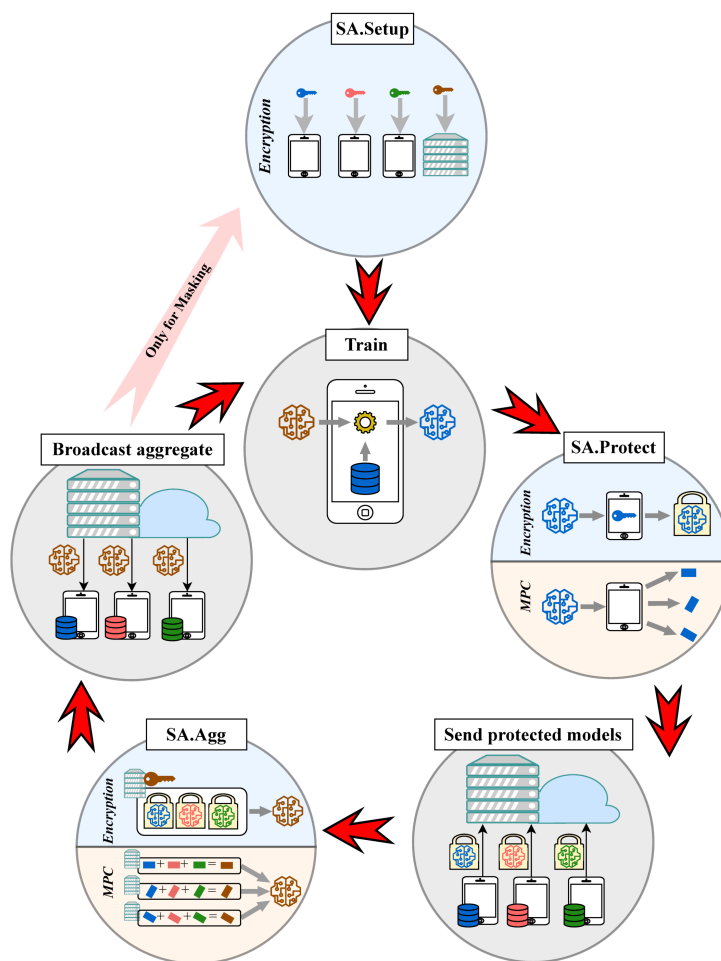 SA.Setup
Encryption
Only for Masking
Train
Broadcast aggregate
SA.Protect
Encryption
MPC
SA.Agg
Encryption
MPC
+ + =
+ + =
+ + =
Send protected models